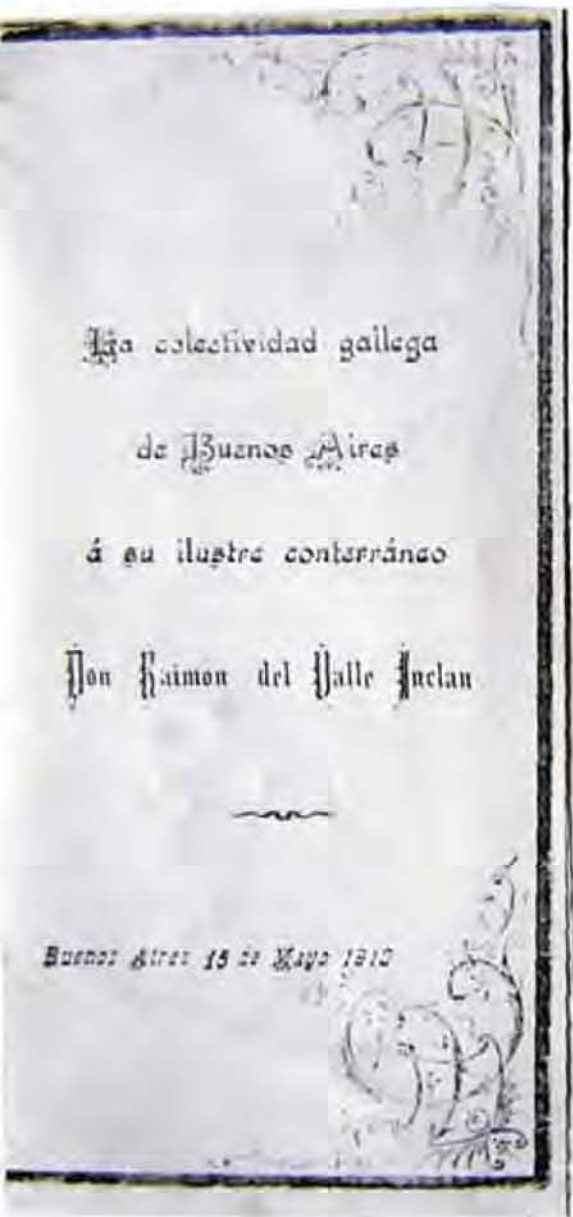 La colectividad gallega
de Buenos Aires
á su ilustre conterráneo
Don Raimon del Valle Inclan
Buenos Aires 15 de Mayo 1910